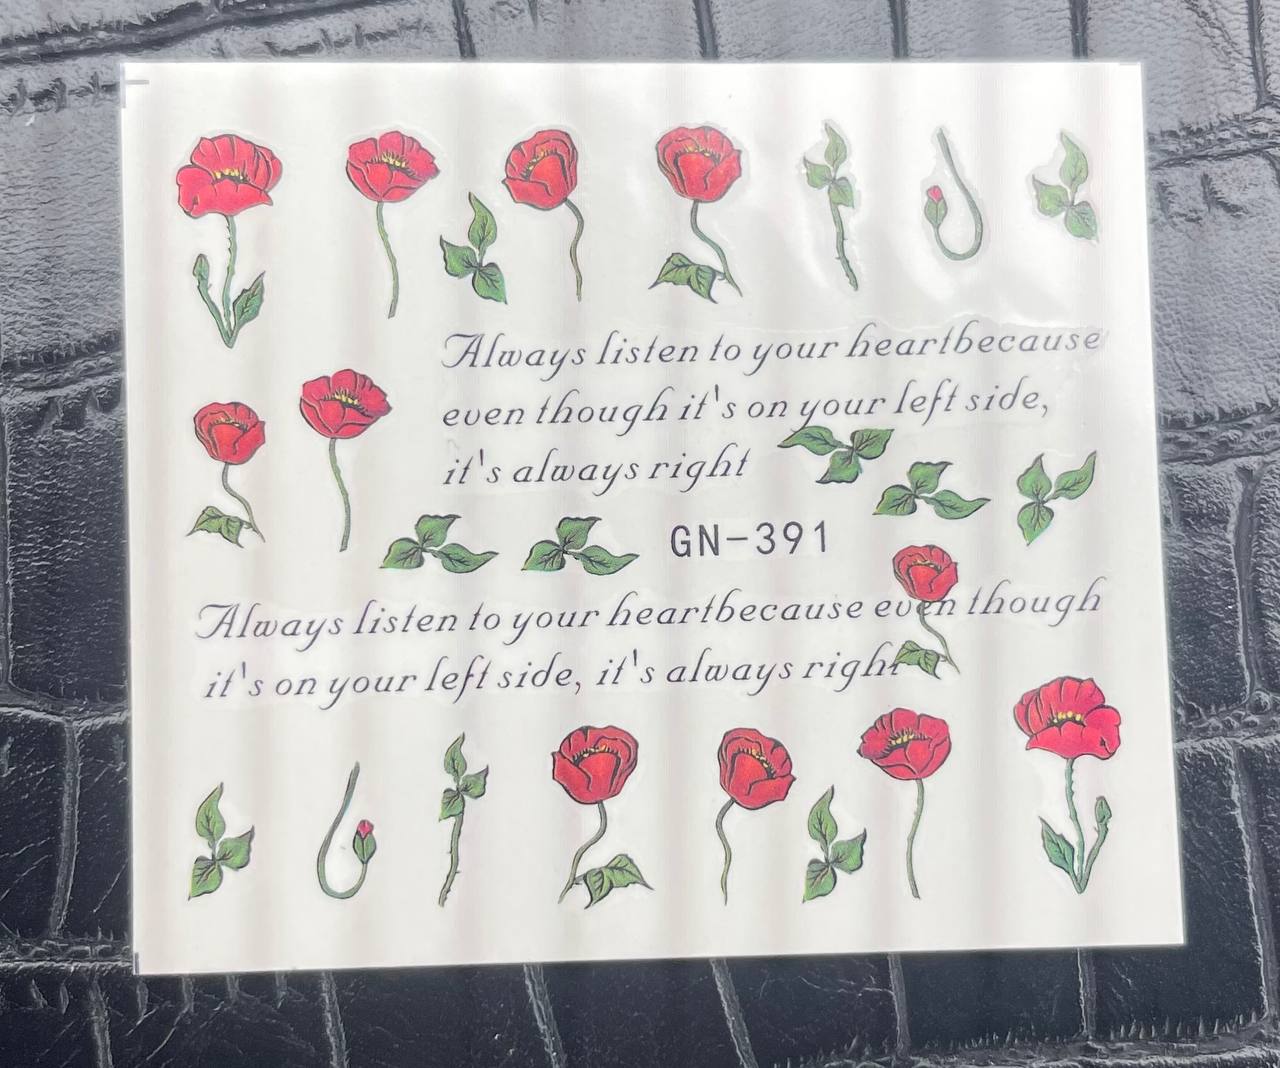 Always listen to your heartbecause
even though it's on your left side,
it's always right
GN-391
Always listen to your heartbecause even though
it's on your left side, it's always right